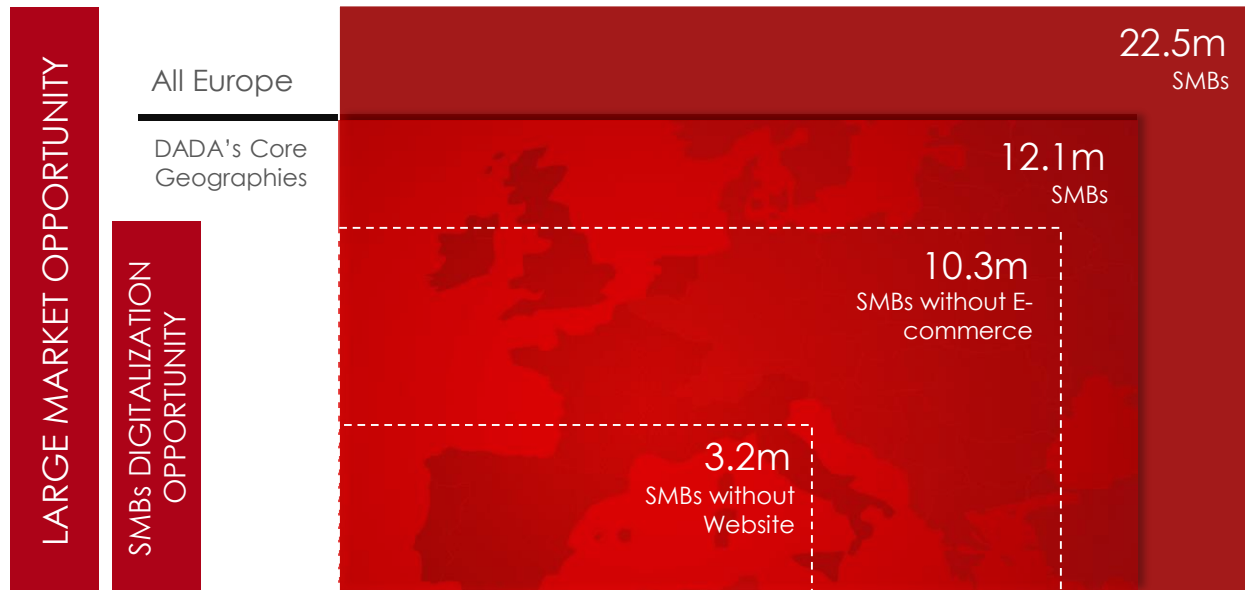 LARGE MARKET OPPORTUNITY
SMBs DIGITALIZATION
OPPORTUNITY
All Europe
DADA's Core
Geographies
22.5m
SMBs
12.1m
SMBs
10.3m
SMBs without E-
commerce
3.2m
SMBs without
Website